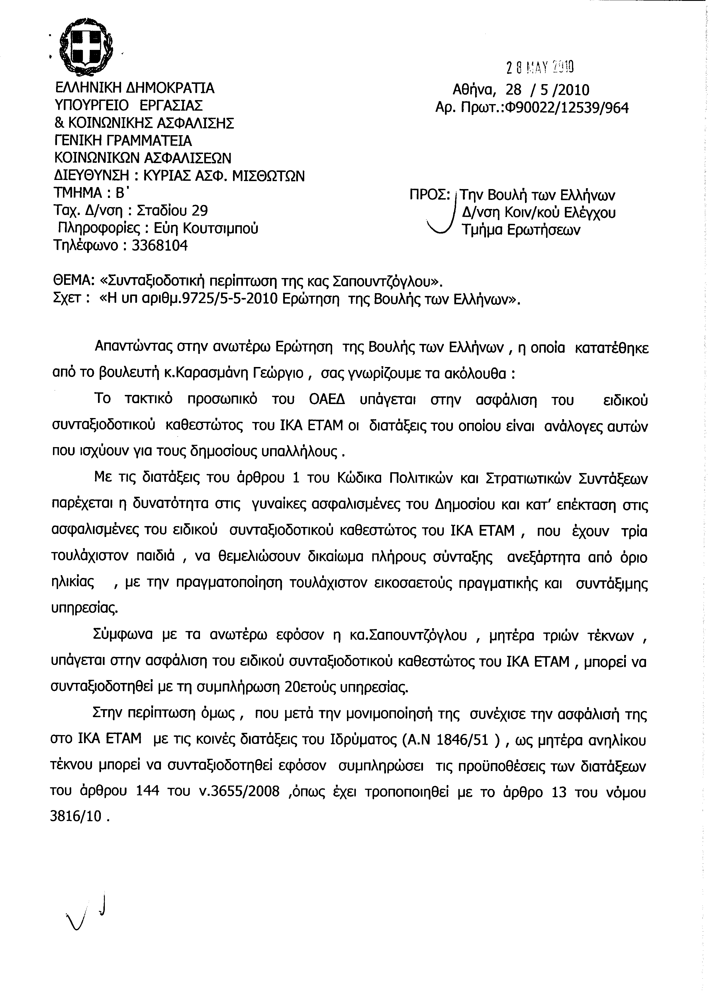 28 ΜΑΥ 2010
ΕΛΛΗΝΙΚΗ ΔΗΜΟΚΡΑΤΙΑ
ΥΠΟΥΡΓΕΙΟ ΕΡΓΑΣΙΑΣ
& ΚΟΙΝΩΝΙΚΗΣ ΑΣΦΑΛΙΣΗΣ
ΓΕΝΙΚΗ ΓΡΑΜΜΑΤΕΙΑ
ΚΟΙΝΩΝΙΚΩΝ ΑΣΦΑΛΙΣΕΩΝ
ΔΙΕΥΘΥΝΣΗ : ΚΥΡΙΑΣ ΑΣΦ. ΜΙΣΘΩΤΩΝ
ΤΜΗΜΑ : Β'
Ταχ. Δ/νση : Σταδίου 29
Πληροφορίες : Εύη Κουτσιμπού
Τηλέφωνο : 3368104
Αθήνα, 28 / 5 /2010
Αρ. Πρωτ.:Φ90022/12539/964
ΠΡΟΣ: Την Βουλή των Ελλήνων
Δ/νση Κοιν/κού Ελέγχου
Τμήμα Ερωτήσεων
ΘΕΜΑ: «Συνταξιοδοτική περίπτωση της κας Σαπουντζόγλου».
Σχετ : «Η υπ αριθμ.9725/5-5-2010 Ερώτηση της Βουλής των Ελλήνων».
Απαντώντας στην ανωτέρω Ερώτηση της Βουλής των Ελλήνων , η οποία κατατέθηκε
από το βουλευτή κ.Καρασμάνη Γεώργιο , σας γνωρίζουμε τα ακόλουθα :
Το τακτικό προσωπικό του ΟΑΕΔ υπάγεται στην ασφάλιση του ειδικού
συνταξιοδοτικού καθεστώτος του ΙΚΑ ΕΤΑΜ οι διατάξεις του οποίου είναι ανάλογες αυτών
που ισχύουν για τους δημοσίους υπαλλήλους .
Με τις διατάξεις του άρθρου 1 του Κώδικα Πολιτικών και Στρατιωτικών Συντάξεων
παρέχεται η δυνατότητα στις γυναίκες ασφαλισμένες του Δημοσίου και κατ' επέκταση στις
ασφαλισμένες του ειδικού συνταξιοδοτικού καθεστώτος του ΙΚΑ ΕΤΑΜ , που έχουν τρία
τουλάχιστον παιδιά , να θεμελιώσουν δικαίωμα πλήρους σύνταξης ανεξάρτητα από όριο
ηλικίας , με την πραγματοποίηση τουλάχιστον εικοσαετούς πραγματικής και συντάξιμης
υπηρεσίας.
Σύμφωνα με τα ανωτέρω εφόσον η κα.Σαπουντζόγλου , μητέρα τριών τέκνων ,
υπάγεται στην ασφάλιση του ειδικού συνταξιοδοτικού καθεστώτος του ΙΚΑ ΕΤΑΜ , μπορεί να
συνταξιοδοτηθεί με τη συμπλήρωση 20ετούς υπηρεσίας.
Στην περίπτωση όμως , που μετά την μονιμοποίησή της συνέχισε την ασφάλισή της
στο ΙΚΑ ΕΤΑΜ με τις κοινές διατάξεις του Ιδρύματος (Α.Ν 1846/51 ) , ως μητέρα ανηλίκου
τέκνου μπορεί να συνταξιοδοτηθεί εφόσον συμπληρώσει τις προϋποθέσεις των διατάξεων
του άρθρου 144 του ν.3655/2008 ,όπως έχει τροποποιηθεί με το άρθρο 13 του νόμου
3816/10 .